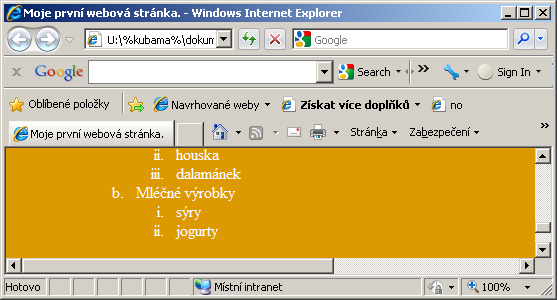 Moje první webová stránka. - Windows Internet Explorer
U:\%kubama%\dokum
Google
x Google Search » Sign In
Oblíbené položky Navrhované weby Získat více doplňků no
Moje první webová stránka. Stránka Zabezpečení »
ii. houska
iii. dalamánek
b. Mléčné výrobky
i. sýry
ii. jogurty
Hotovo Místní intranet 100%